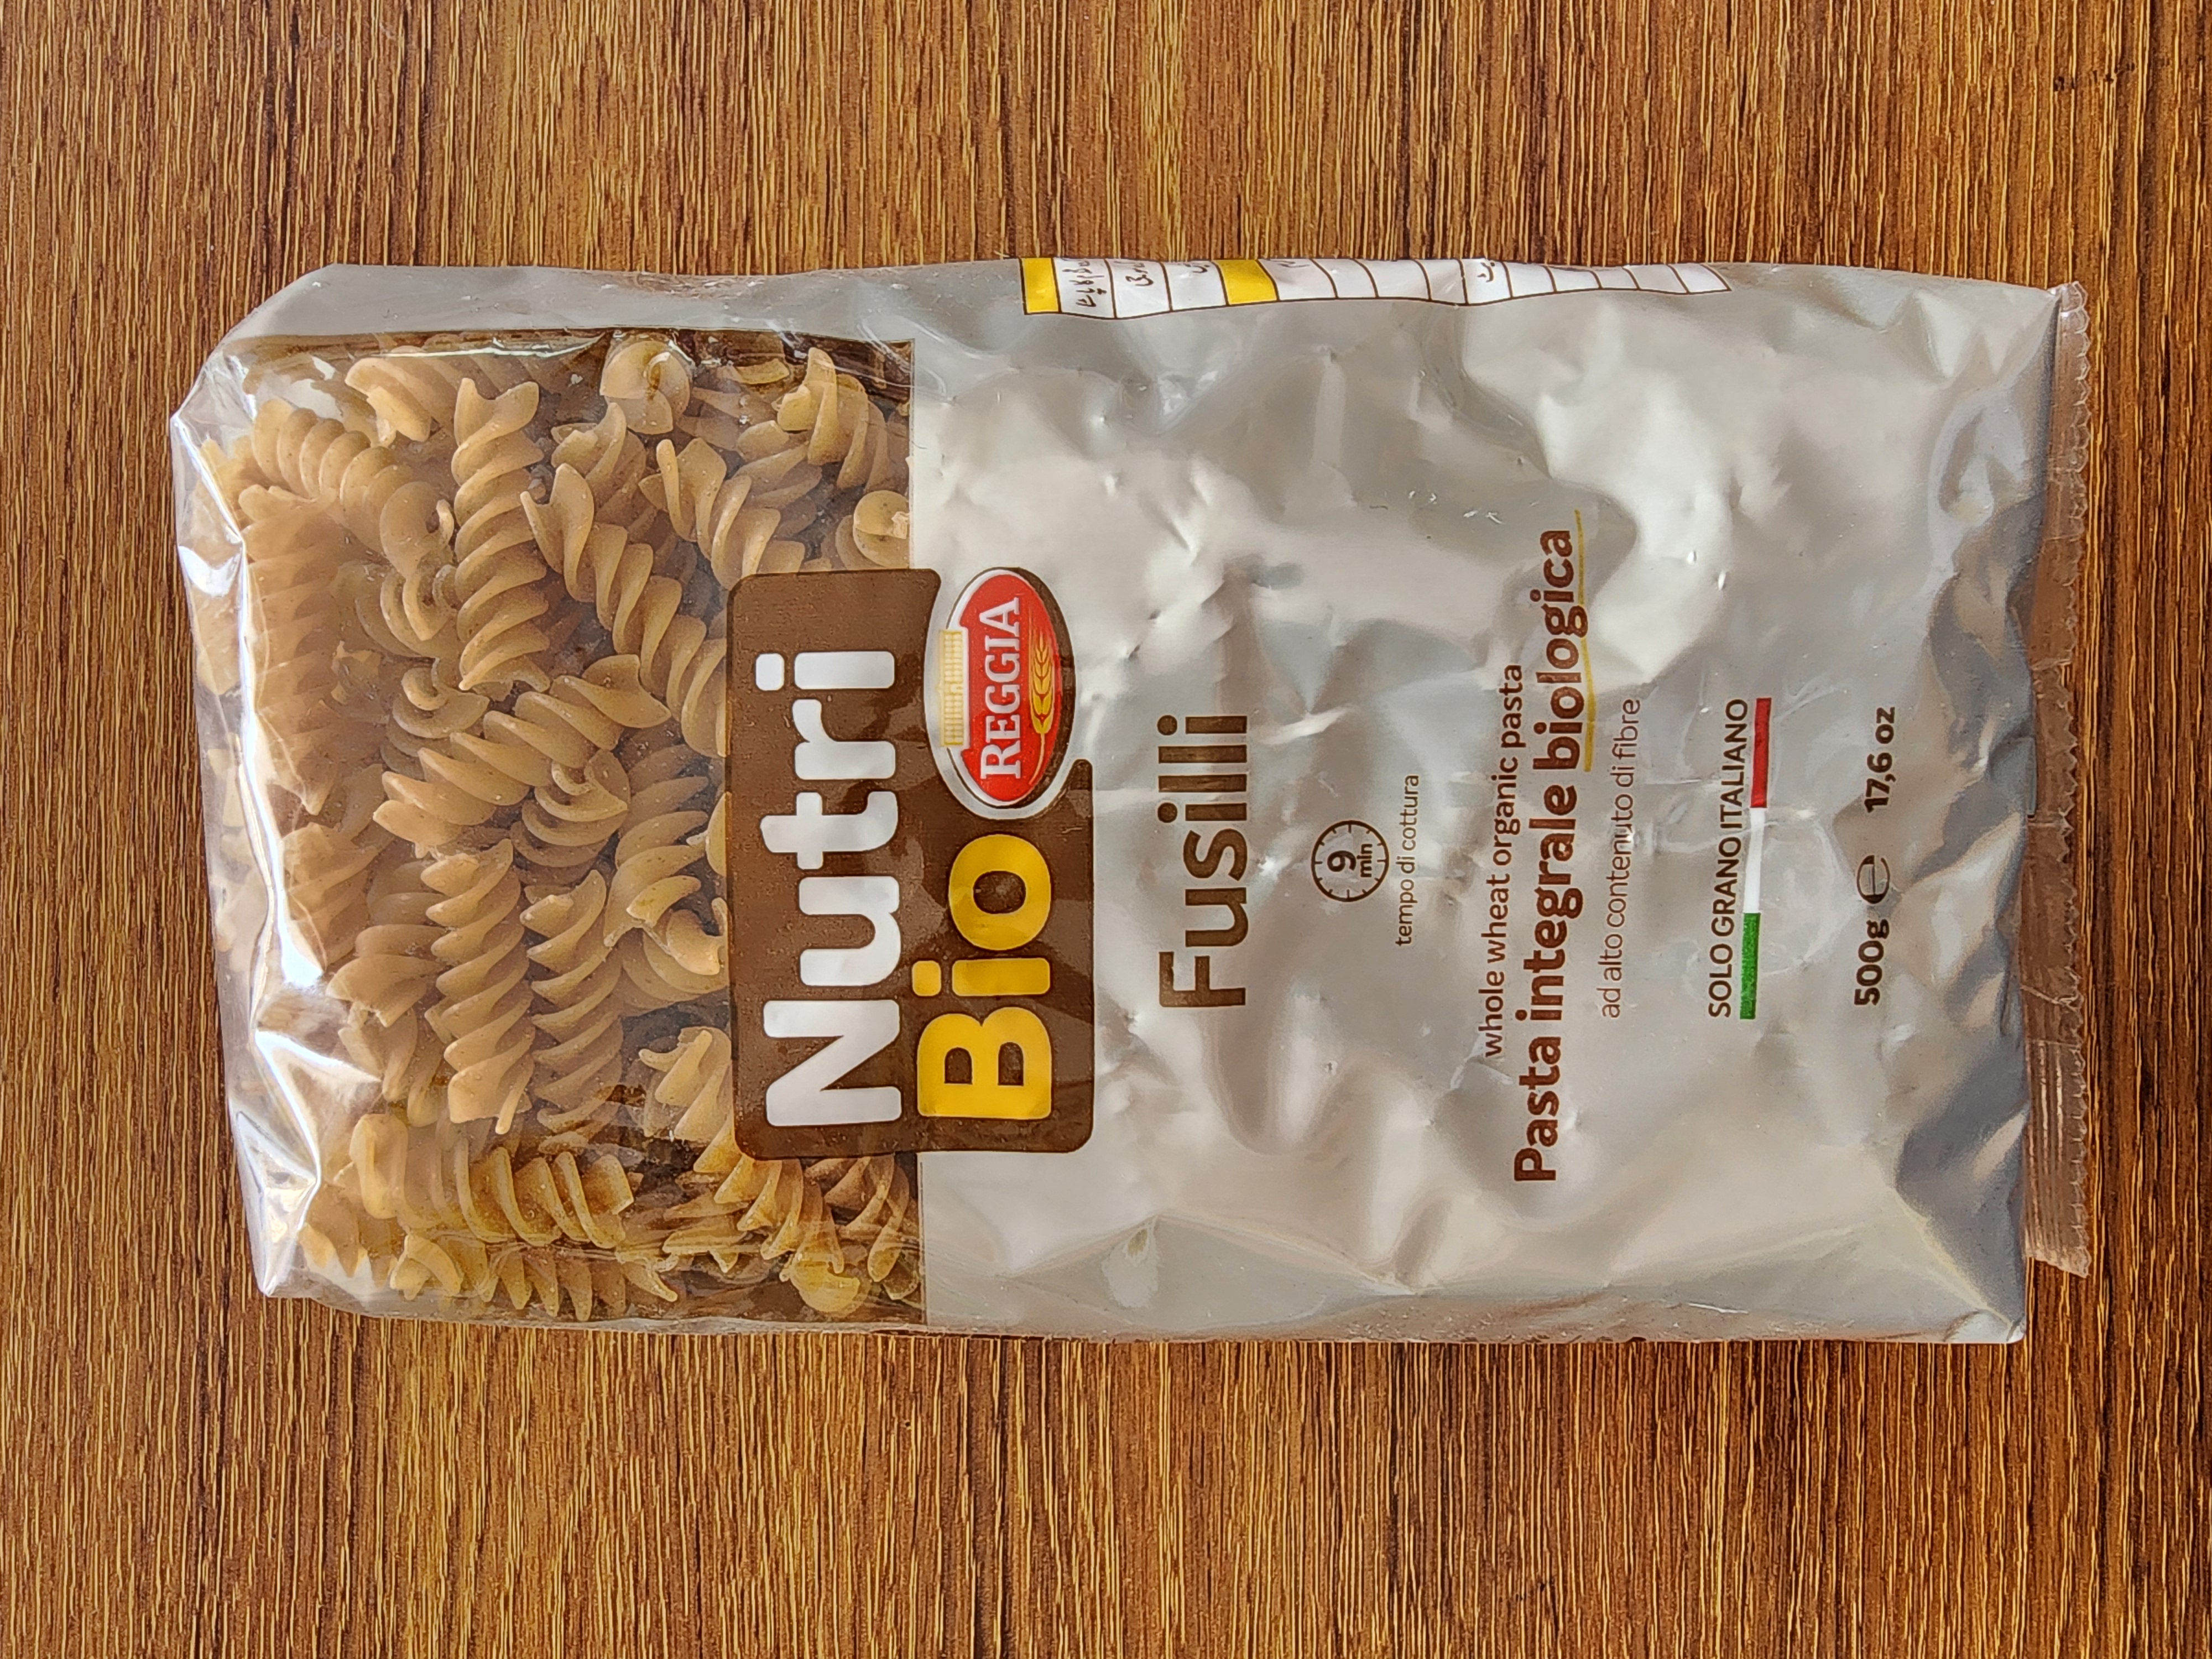 Nutri
Bio
REGGIA
Fusilli
9
min
tempo di cottura
whole wheat organic pasta
Pasta integrale biologica
ad alto contenuto di fibre
SOLO GRANO ITALIANO
500g e 17,6 oz